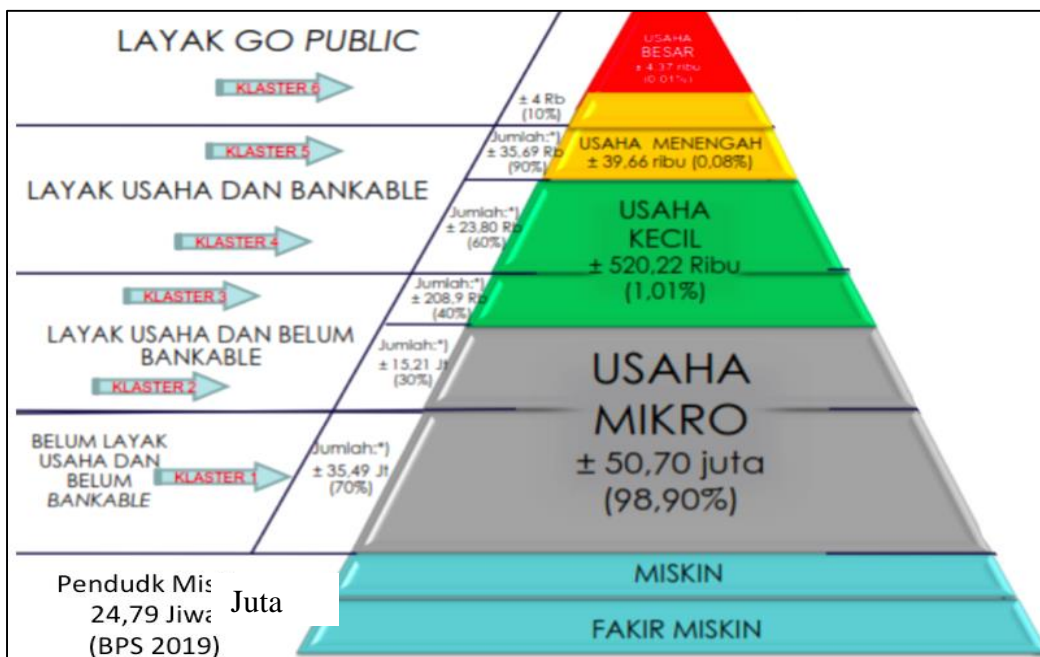 LAYAK GO PUBLIC
KLASTER 6
± 4 Rb
(10%)
USAHA
BESAR
± 4.37 ribu
(0.01%)
KLASTER 5
Jumlah:*)
± 35,69 Rb
(90%)
USAHA MENENGAH
± 39,66 ribu (0,08%)
LAYAK USAHA DAN BANKABLE
KLASTER 4
Jumlah:*)
± 23,80 Rb
(60%)
USAHA
KECIL
± 520,22 Ribu
(1,01%)
KLASTER 3
Jumlah:*)
± 208,9 Rb
(40%)
LAYAK USAHA DAN BELUM
BANKABLE
KLASTER 2
Jumlah:*)
± 15,21 Jt
(30%)
USAHA
MIKRO
± 50,70 juta
(98,90%)
BELUM LAYAK
USAHA DAN
BELUM
BANKABLE
KLASTER 1
Jumlah:*)
± 35,49 Jt
(70%)
Pendudk Mis
24,79 Jiwa
Juta
(BPS 2019)
MISKIN
FAKIR MISKIN